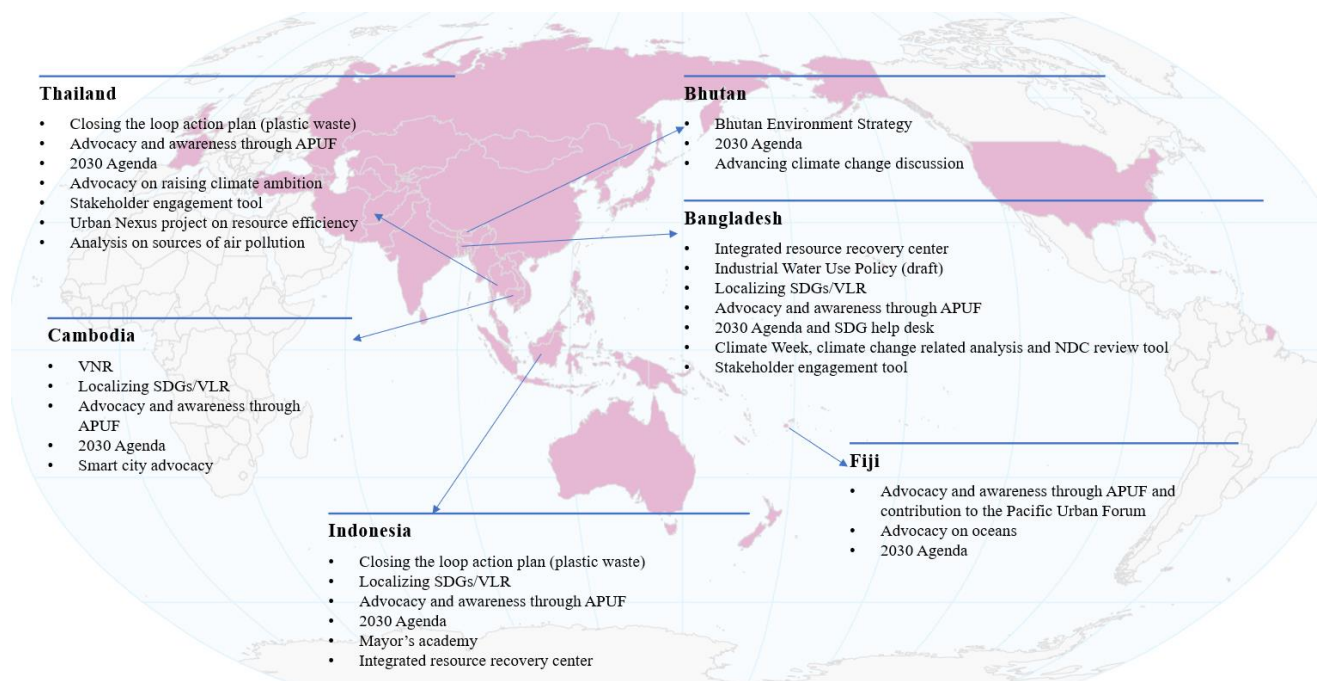 Thailand
• Closing the loop action plan (plastic waste)
• Advocacy and awareness through APUF
• 2030 Agenda
• Advocacy on raising climate ambition
• Stakeholder engagement tool
• Urban Nexus project on resource efficiency
• Analysis on sources of air pollution
Bhutan
• Bhutan Environment Strategy
• 2030 Agenda
• Advancing climate change discussion
Bangladesh
• Integrated resource recovery center
• Industrial Water Use Policy (draft)
• Localizing SDGs/VLR
• Advocacy and awareness through APUF
• 2030 Agenda and SDG help desk
• Climate Week, climate change related analysis and NDC review tool
• Stakeholder engagement tool
Cambodia
• VNR
• Localizing SDGs/VLR
• Advocacy and awareness through
APUF
• 2030 Agenda
• Smart city advocacy
Fiji
• Advocacy and awareness through APUF and
contribution to the Pacific Urban Forum
• Advocacy on oceans
• 2030 Agenda
Indonesia
• Closing the loop action plan (plastic waste)
• Localizing SDGs/VLR
• Advocacy and awareness through APUF
• 2030 Agenda
• Mayor’s academy
• Integrated resource recovery center